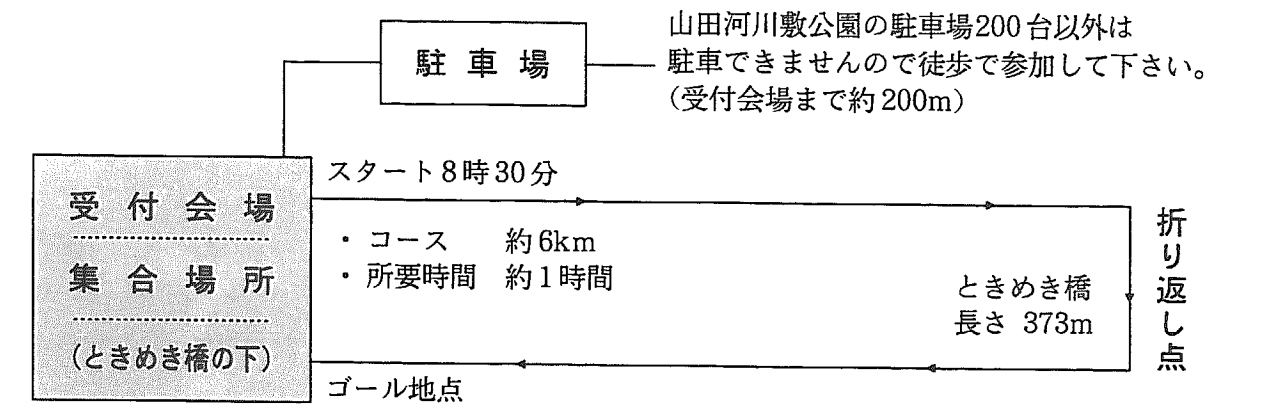 山田河川敷公園の駐車場200台以外は
駐車できませんので徒歩で参加して下さい。
(受付会場まで約200m)
駐車場
スタート8時30分
受付会場
集合場所
(ときめき橋の下)
・コース 約6km
・所要時間 約1時間
ときめき橋
長さ 373m
折り返し点
ゴール地点